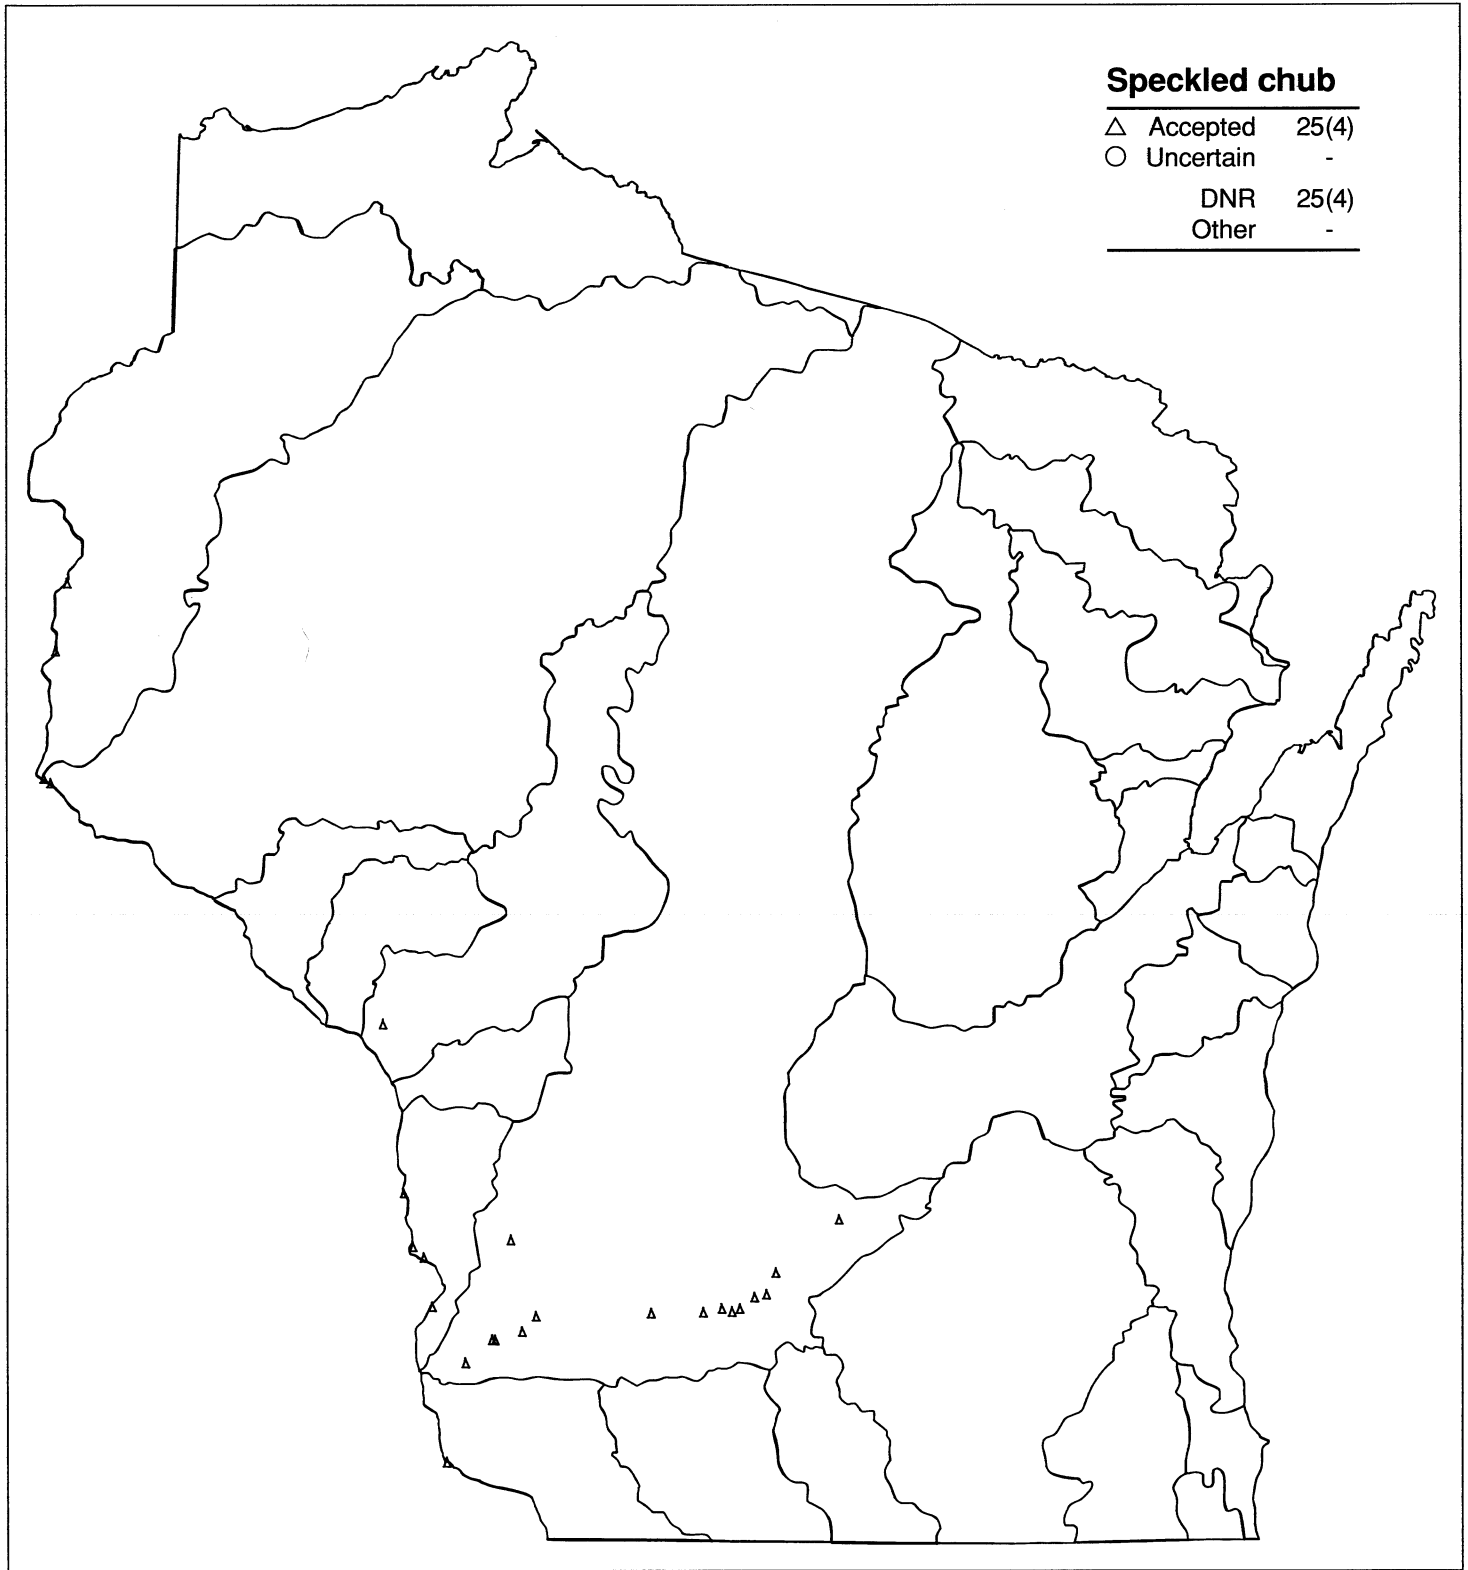 Speckled chub
△ Accepted 25(4)
○ Uncertain -
DNR 25(4)
Other -